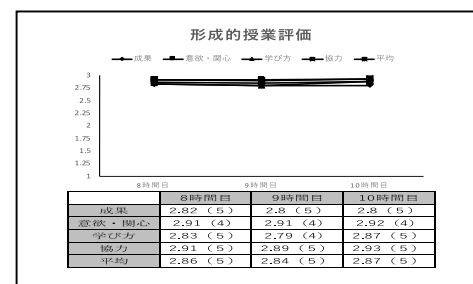 形成的授業評価
成果 意欲・関心 学び方 協力 平均
3
2.75
2.5
2.25
2
1.75
1.5
1.25
1
8時間目 9時間目 10時間目
8時間目 9時間目 10時間目
成果 2.82（5） 2.8（5） 2.8（5）
意欲・関心 2.91（4） 2.91（4） 2.92（4）
学び方 2.83（5） 2.79（4） 2.87（5）
協力 2.91（5） 2.89（5） 2.93（5）
平均 2.86（5） 2.84（5） 2.87（5）